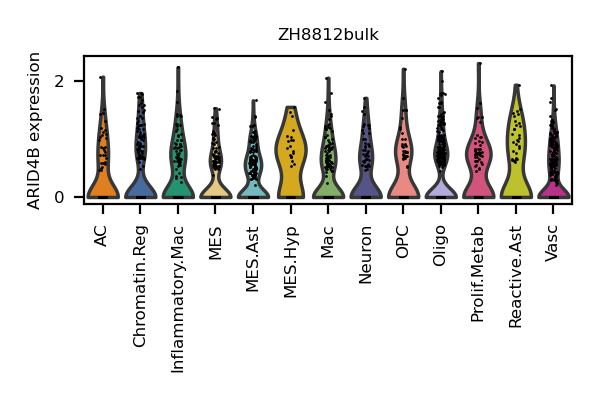 ZH8812bulk
ARID4B expression
2
0
AC
Chromatin.Reg
Inflammatory.Mac
MES
MES.Ast
MES.Hyp
Mac
Neuron
OPC
Oligo
Prolif.Metab
Reactive.Ast
Vasc